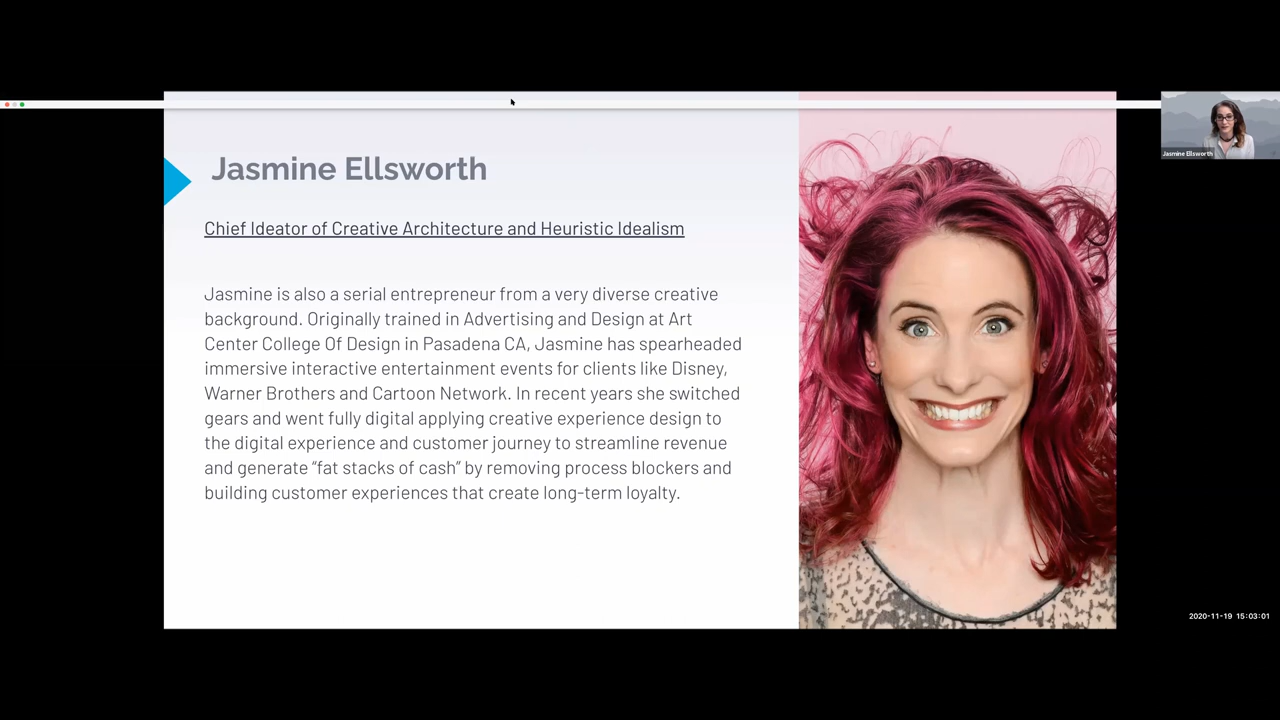 Jasmine Ellsworth
Chief Ideator of Creative Architecture and Heuristic Idealism
Jasmine is also a serial entrepreneur from a very diverse creative
background. Originally trained in Advertising and Design at Art
Center College Of Design in Pasadena CA, Jasmine has spearheaded
immersive interactive entertainment events for clients like Disney,
Warner Brothers and Cartoon Network. In recent years she switched
gears and went fully digital applying creative experience design to
the digital experience and customer journey to streamline revenue
and generate “fat stacks of cash” by removing process blockers and
building customer experiences that create long-term loyalty.
Jasmine Ellsworth
2020-11-19 15:03:01